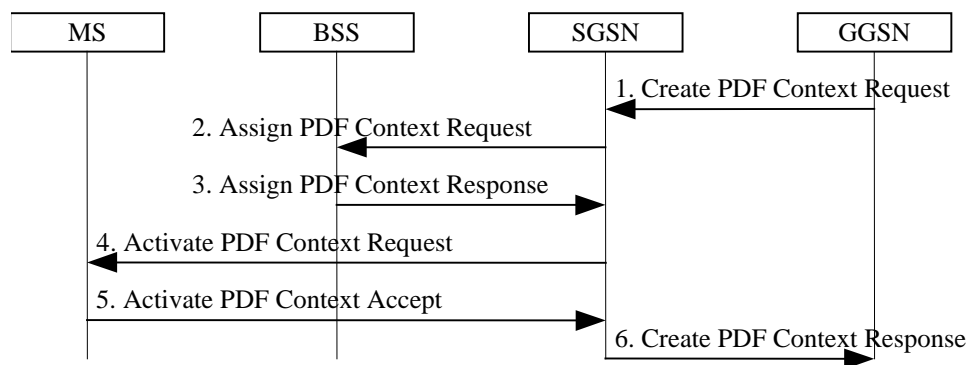 MS
BSS
SGSN
GGSN
1. Create PDF Context Request
2. Assign PDF Context Request
3. Assign PDF Context Response
4. Activate PDF Context Request
5. Activate PDF Context Accept
6. Create PDF Context Response